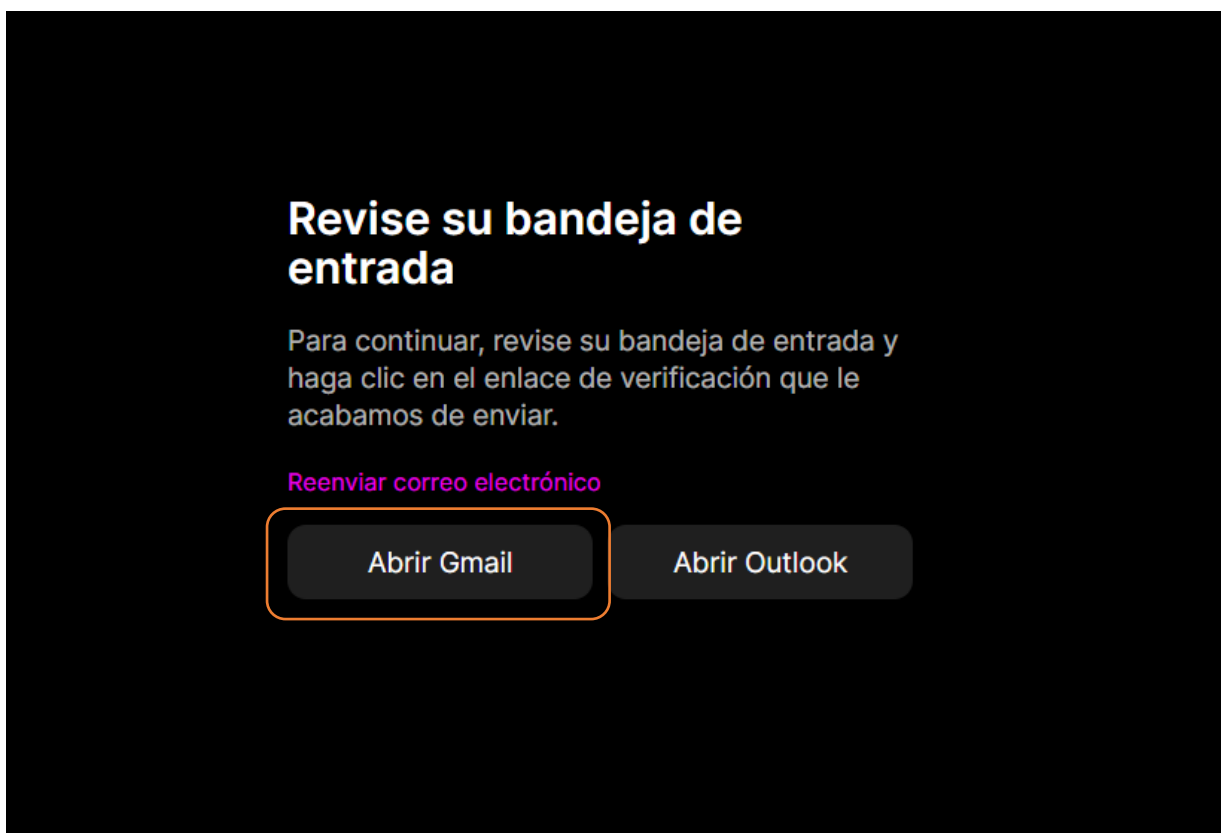 Revise su bandeja de
entrada
Para continuar, revise su bandeja de entrada y
haga clic en el enlace de verificación que le
acabamos de enviar.
Reenviar correo electrónico
Abrir Gmail
Abrir Outlook